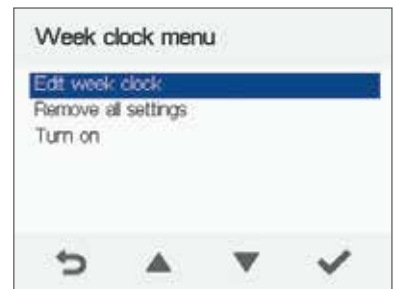 Week clock menu
Edit week clock
Remove all settings
Turn on